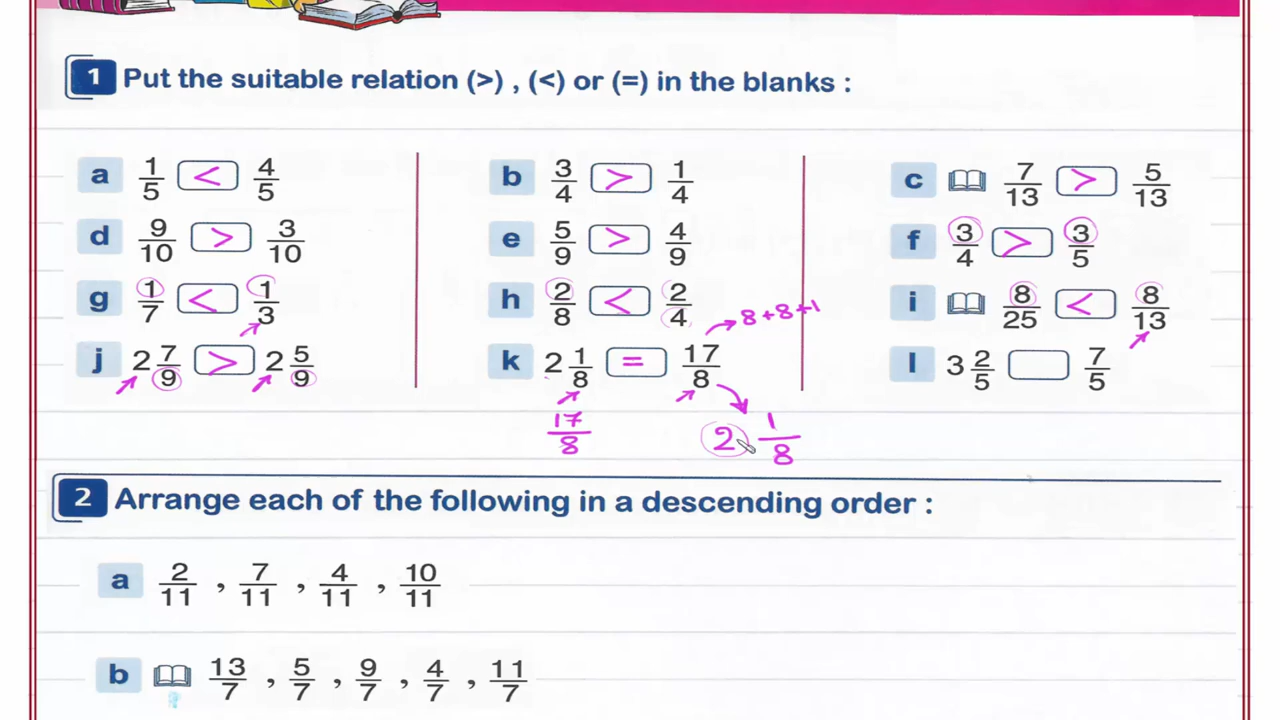 1 Put the suitable relation (>) , (<) or (=) in the blanks :
a 1/5 < 4/5
b 3/4 > 1/4
c 7/13 > 5/13
d 9/10 > 3/10
e 5/9 > 4/9
f 3/4 > 3/5
g 1/7 < 1/3
h 2/8 < 2/4
i 8/25 < 8/13
8+8+1
j 2 7/9 > 2 5/9
k 2 1/8 = 17/8
l 3 2/5 7/5
17/8
2 1/8
2 Arrange each of the following in a descending order :
a 2/11 , 7/11 , 4/11 , 10/11
b 13/7 , 5/7 , 9/7 , 4/7 , 11/7